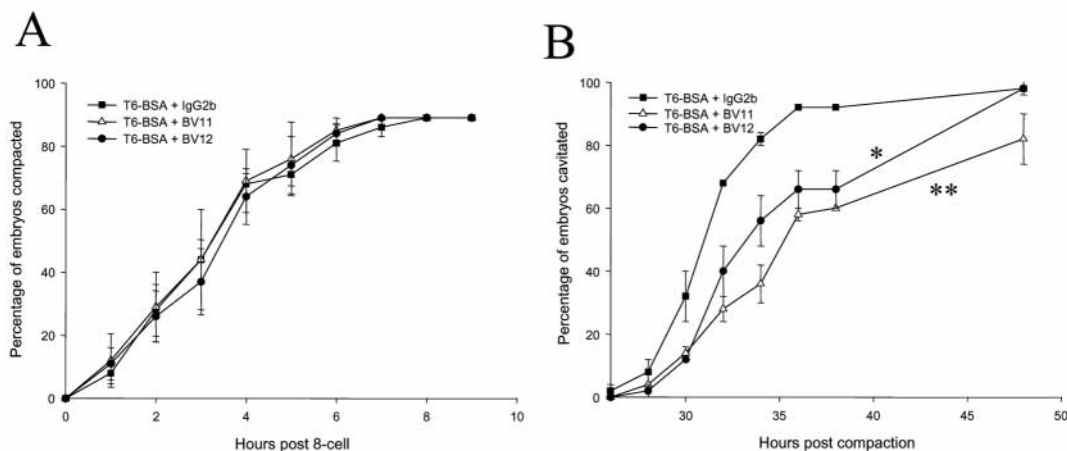 A
T6-BSA + IgG2b
T6-BSA + BV11
T6-BSA + BV12
Percentage of embryos compacted
100
80
60
40
20
0
0 2 4 6 8 10
Hours post 8-cell
B
T6-BSA + IgG2b
T6-BSA + BV11
T6-BSA + BV12
*
**
Percentage of embryos cavitated
100
80
60
40
20
0
30 35 40 45 50
Hours post compaction